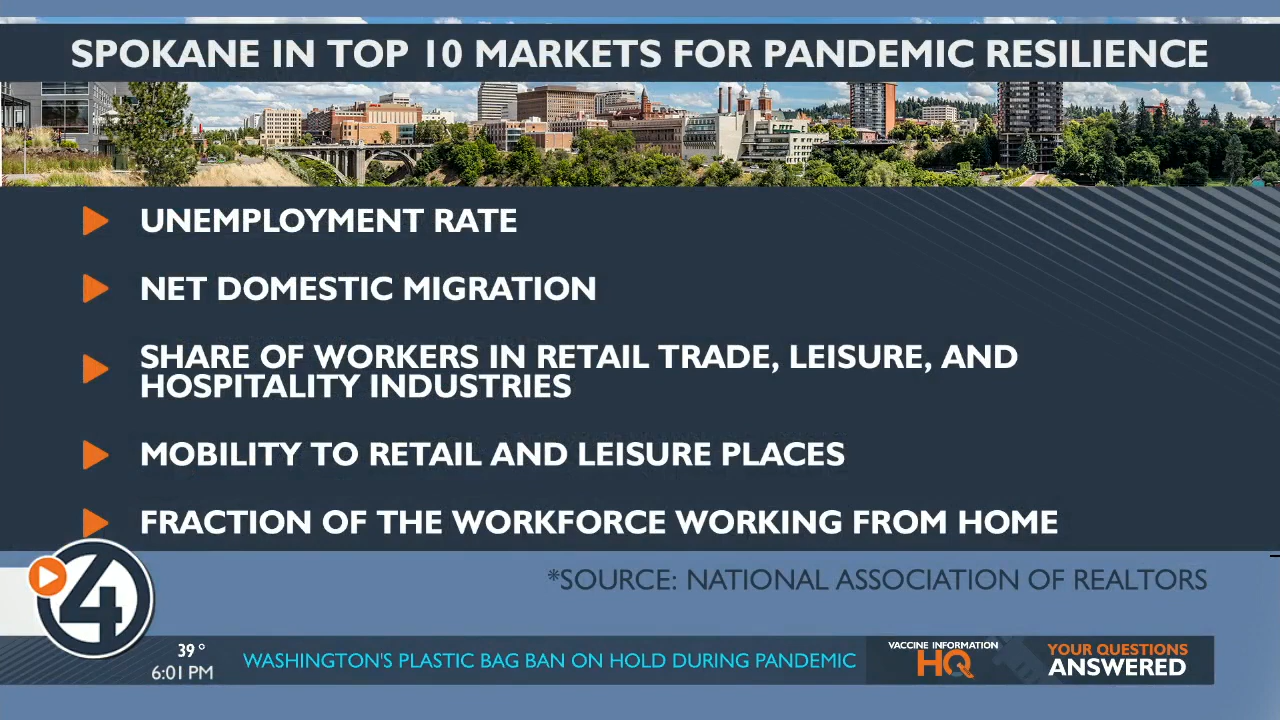 SPOKANE IN TOP 10 MARKETS FOR PANDEMIC RESILIENCE
UNEMPLOYMENT RATE
NET DOMESTIC MIGRATION
SHARE OF WORKERS IN RETAIL TRADE, LEISURE, AND
HOSPITALITY INDUSTRIES
MOBILITY TO RETAIL AND LEISURE PLACES
FRACTION OF THE WORKFORCE WORKING FROM HOME
*SOURCE: NATIONAL ASSOCIATION OF REALTORS
4
39°
6:01 PM
WASHINGTON'S PLASTIC BAG BAN ON HOLD DURING PANDEMIC
VACCINE INFORMATION
HQ
YOUR QUESTIONS
ANSWERED